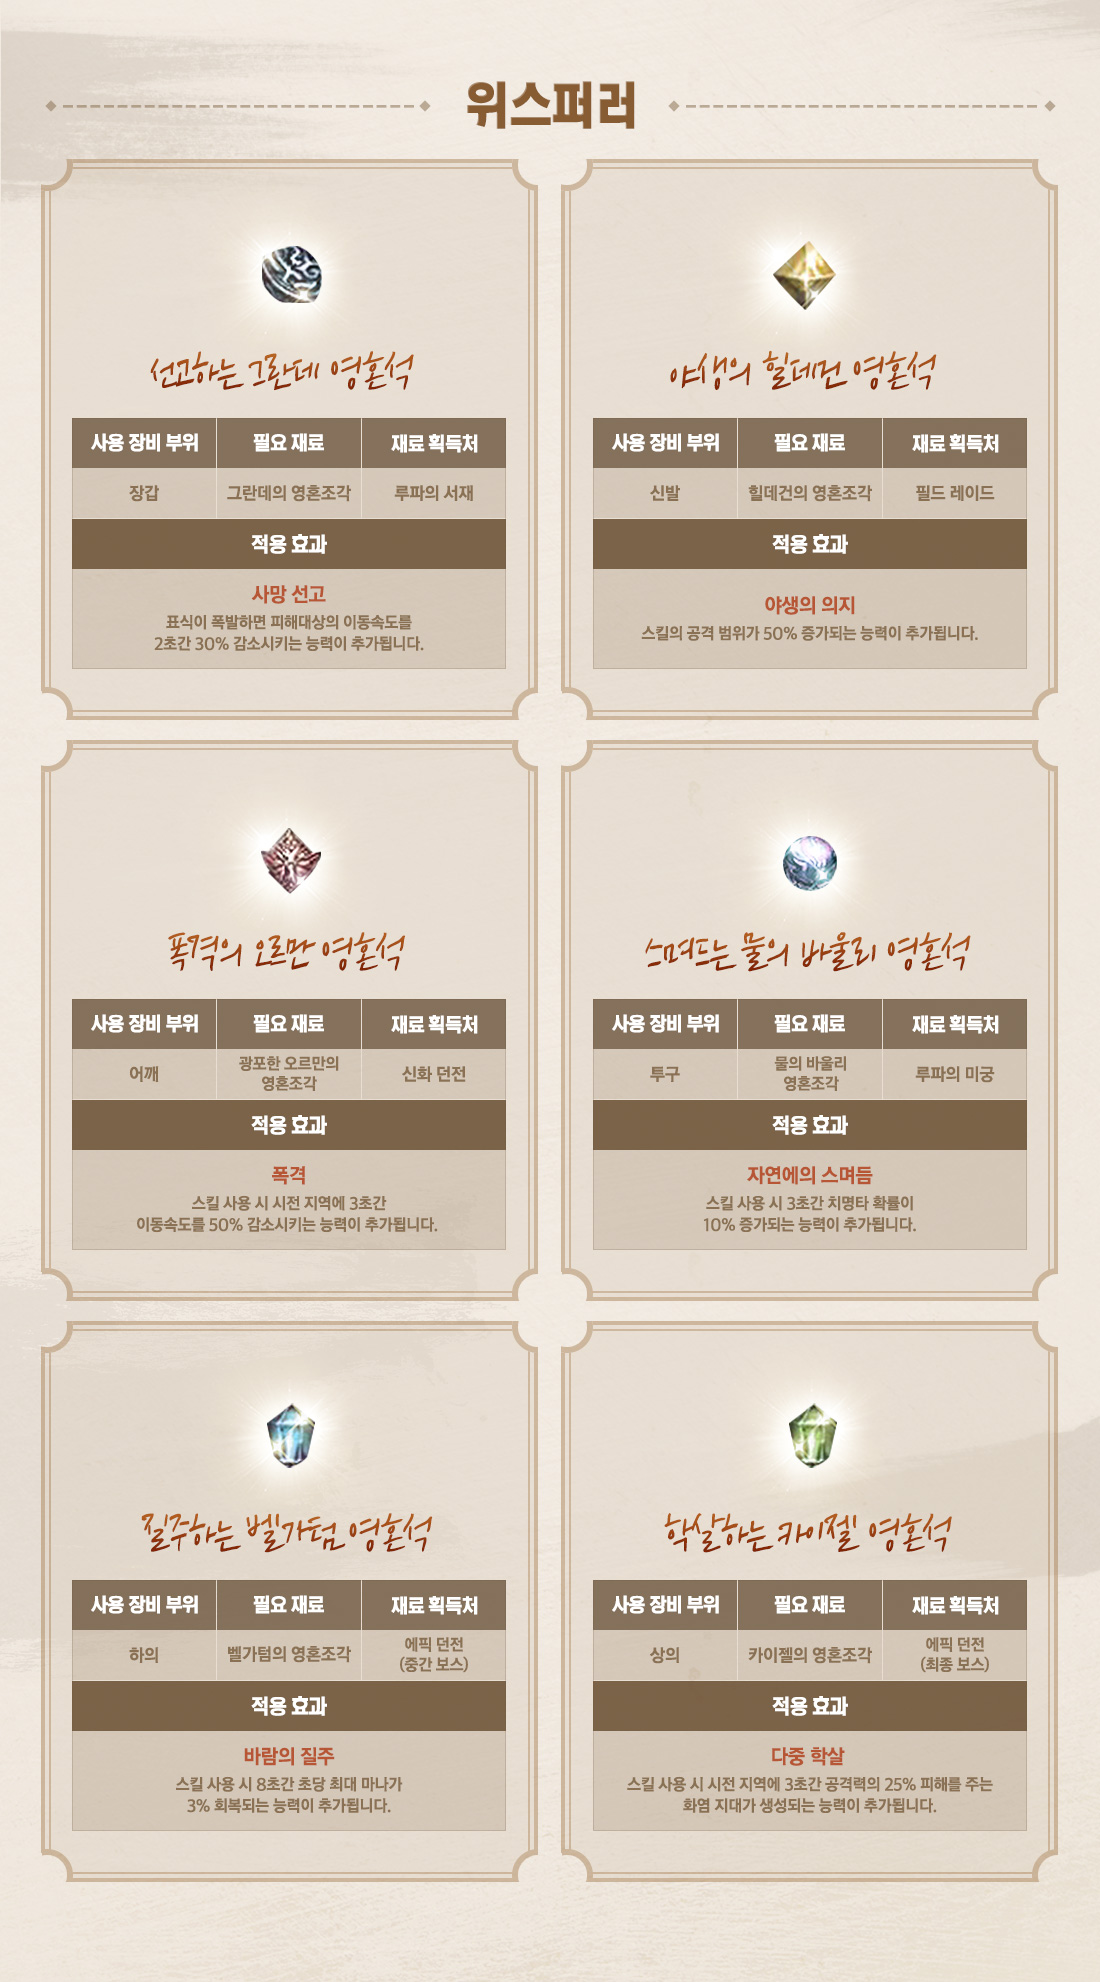 위스퍼러
선고하는 그란데 영혼석
사용 장비 부위 필요 재료 재료 획득처
장갑 그란데의 영혼조각 루파의 서재
적용 효과
사망 선고
표식이 폭발하면 피해대상의 이동속도를
2초간 30% 감소시키는 능력이 추가됩니다.
야생의 힐데건 영혼석
사용 장비 부위 필요 재료 재료 획득처
신발 힐데건의 영혼조각 필드 레이드
적용 효과
야생의 의지
스킬의 공격 범위가 50% 증가되는 능력이 추가됩니다.
폭격의 오르만 영혼석
사용 장비 부위 필요 재료 재료 획득처
어깨 광포한 오르만의 영혼조각 신화 던전
적용 효과
폭격
스킬 사용 시 시전 지역에 3초간
이동속도를 50% 감소시키는 능력이 추가됩니다.
스며드는 물의 바울리 영혼석
사용 장비 부위 필요 재료 재료 획득처
투구 물의 바울리 영혼조각 루파의 미궁
적용 효과
자연에의 스며듬
스킬 사용 시 3초간 치명타 확률이
10% 증가되는 능력이 추가됩니다.
질주하는 벨가텀 영혼석
사용 장비 부위 필요 재료 재료 획득처
하의 벨가텀의 영혼조각 에픽 던전 (중간 보스)
적용 효과
바람의 질주
스킬 사용 시 8초간 초당 최대 마나가
3% 회복되는 능력이 추가됩니다.
학살하는 카이젤 영혼석
사용 장비 부위 필요 재료 재료 획득처
상의 카이젤의 영혼조각 에픽 던전 (최종 보스)
적용 효과
다중 학살
스킬 사용 시 시전 지역에 3초간 공격력의 25% 피해를 주는
화염 지대가 생성되는 능력이 추가됩니다.